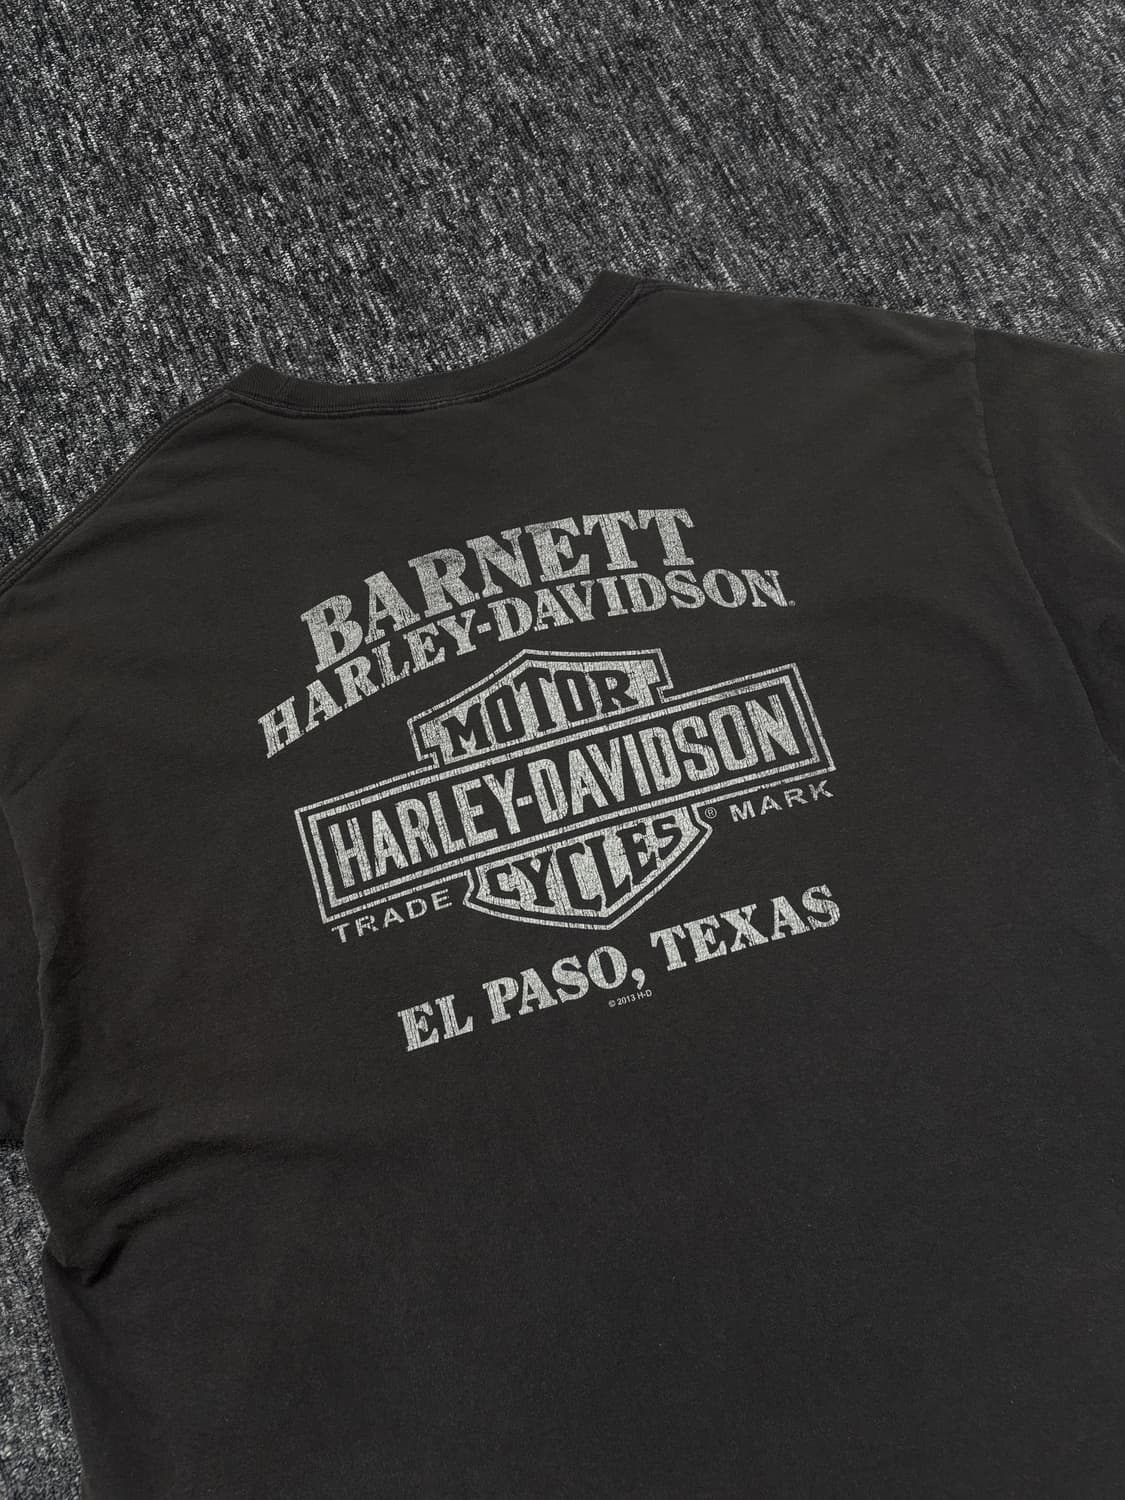 BARNETT
HARLEY-DAVIDSON.
MOTOR
HARLEY-DAVIDSON
CYCLES
®
TRADE MARK
EL PASO, TEXAS
© 2013 H-D